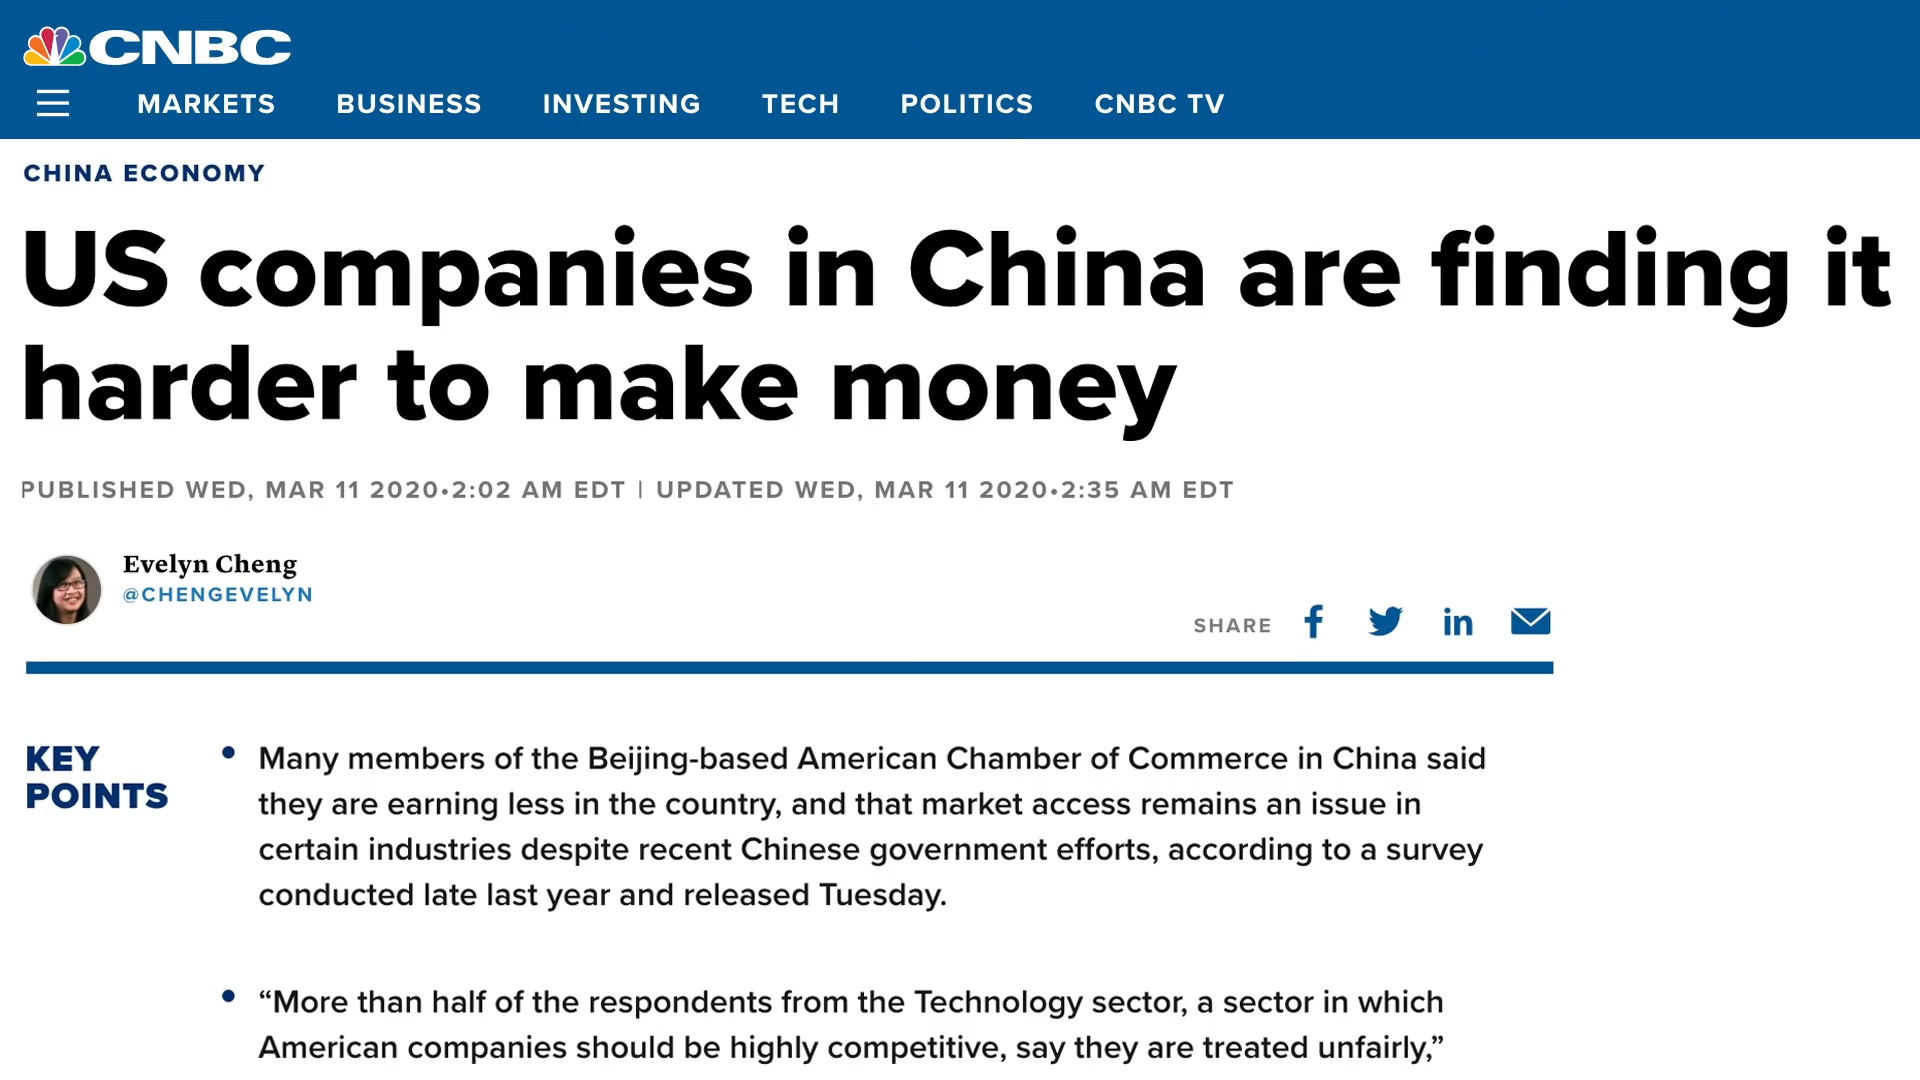 CNBC
MARKETS BUSINESS INVESTING TECH POLITICS CNBC TV
CHINA ECONOMY
US companies in China are finding it
harder to make money
PUBLISHED WED, MAR 11 2020•2:02 AM EDT | UPDATED WED, MAR 11 2020•2:35 AM EDT
Evelyn Cheng
@CHENGEVELYN
SHARE
KEY
POINTS
• Many members of the Beijing-based American Chamber of Commerce in China said
they are earning less in the country, and that market access remains an issue in
certain industries despite recent Chinese government efforts, according to a survey
conducted late last year and released Tuesday.
• “More than half of the respondents from the Technology sector, a sector in which
American companies should be highly competitive, say they are treated unfairly,”